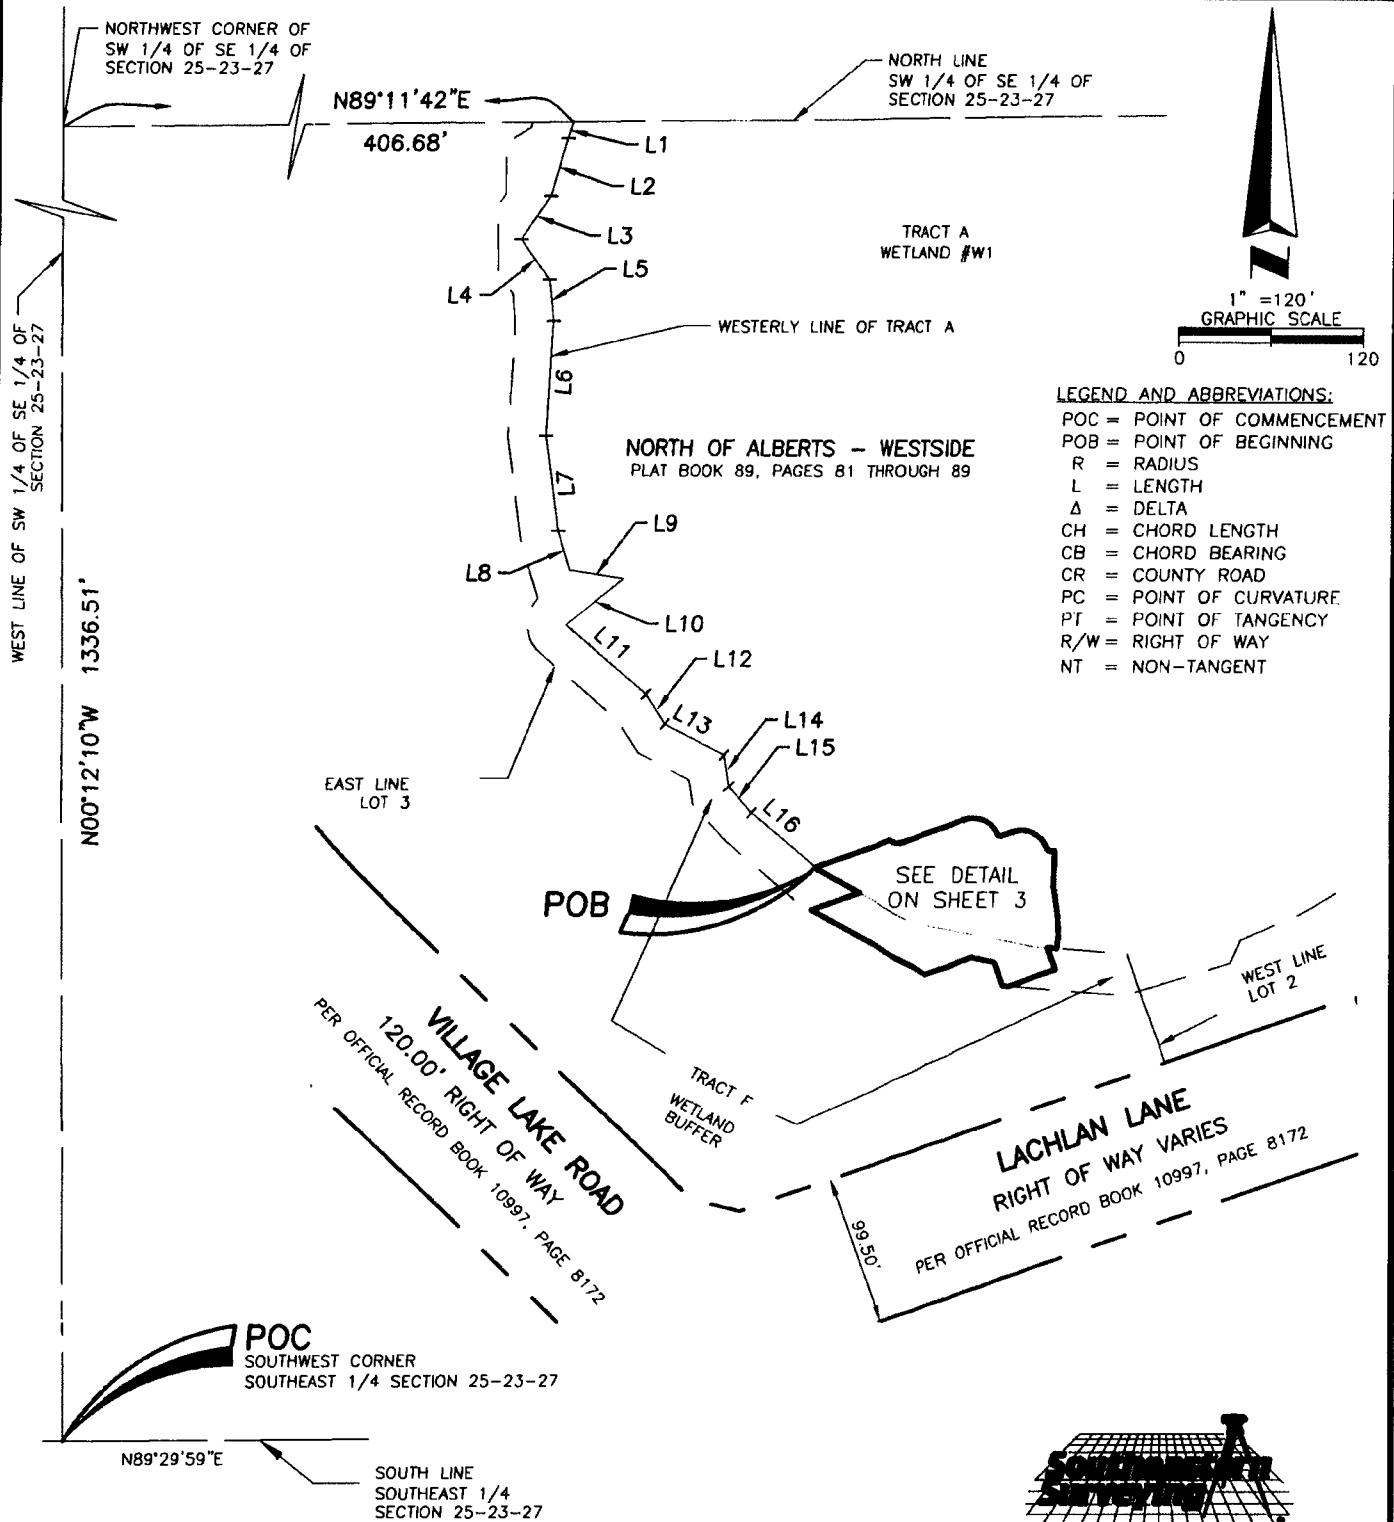 NORTHWEST CORNER OF
SW 1/4 OF SE 1/4 OF
SECTION 25-23-27
N89°11'42"E
406.68'
NORTH LINE
SW 1/4 OF SE 1/4 OF
SECTION 25-23-27
L1
L2
L3
L4
L5
TRACT A
WETLAND #W1
WESTERLY LINE OF TRACT A
1" =120'
GRAPHIC SCALE
0 120
WEST LINE OF SW 1/4 OF SE 1/4 OF
SECTION 25-23-27
L6
L7
NORTH OF ALBERTS - WESTSIDE
PLAT BOOK 89, PAGES 81 THROUGH 89
LEGEND AND ABBREVIATIONS:
POC = POINT OF COMMENCEMENT
POB = POINT OF BEGINNING
R = RADIUS
L = LENGTH
Δ = DELTA
CH = CHORD LENGTH
CB = CHORD BEARING
CR = COUNTY ROAD
PC = POINT OF CURVATURE
PT = POINT OF TANGENCY
R/W = RIGHT OF WAY
NT = NON-TANGENT
L8
L9
L10
L11
L12
L13
L14
L15
L16
N00°12'10"W 1336.51'
EAST LINE
LOT 3
POB
SEE DETAIL
ON SHEET 3
WEST LINE
LOT 2
VILLAGE LAKE ROAD
120.00' RIGHT OF WAY
PER OFFICIAL RECORD BOOK 10997, PAGE 8172
TRACT F
WETLAND
BUFFER
LACHLAN LANE
RIGHT OF WAY VARIES
PER OFFICIAL RECORD BOOK 10997, PAGE 8172
99.50'
POC
SOUTHWEST CORNER
SOUTHEAST 1/4 SECTION 25-23-27
N89°29'59"E
SOUTH LINE
SOUTHEAST 1/4
SECTION 25-23-27
Southeastern
Surveying